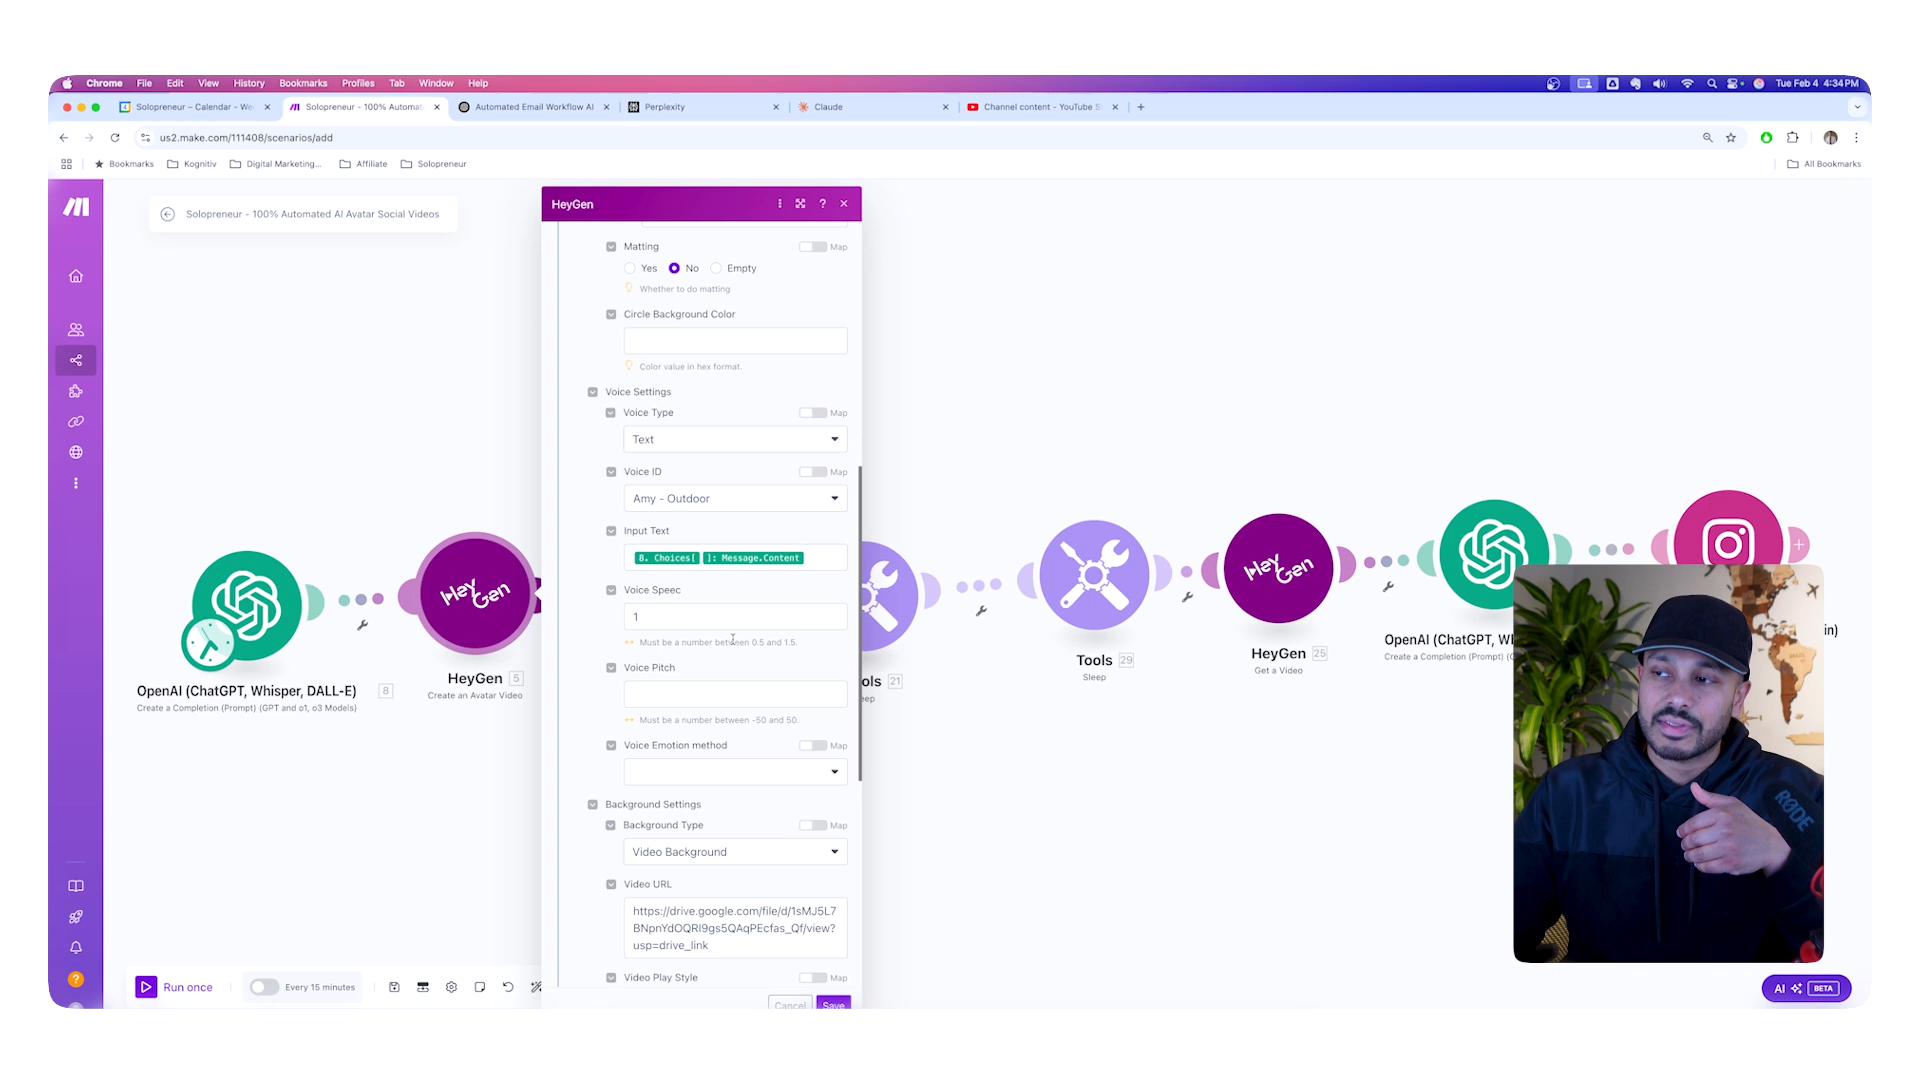 Chrome File Edit View History Bookmarks Profiles Tab Window Help
Tue Feb 4 4:34 PM
Solopreneur – Calendar - We
Solopreneur - 100% Automat
Automated Email Workflow AI
Perplexity
Claude
Channel content - YouTube S
us2.make.com/111408/scenarios/add
Bookmarks
Kognitiv
Digital Marketing...
Affiliate
Solopreneur
All Bookmarks
Solopreneur - 100% Automated AI Avatar Social Videos
HeyGen
?
Matting
Map
Yes
No
Empty
Whether to do matting
Circle Background Color
Color value in hex format.
Voice Settings
Voice Type
Map
Text
Voice ID
Map
Amy - Outdoor
Input Text
8. Choices[ ]: Message.Content
Voice Speec
1
Must be a number between 0.5 and 1.5.
Voice Pitch
Must be a number between -50 and 50.
Voice Emotion method
Map
Background Settings
Background Type
Map
Video Background
Video URL
https://drive.google.com/file/d/1sMJ5L7
BNpnYdOQRI9gs5QAqPEcfas_Qf/view?
usp=drive_link
Video Play Style
Map
Cancel
Save
OpenAI (ChatGPT, Whisper, DALL-E) 8
Create a Completion (Prompt) (GPT and o1, o3 Models)
HeyGen
HeyGen 5
Create an Avatar Video
ols 21
eep
Tools 29
Sleep
HeyGen
HeyGen 25
Get a Video
OpenAI (ChatGPT, Wh
Create a Completion (Prompt) (G
in)
RØDE
Run once
Every 15 minutes
?
AI BETA